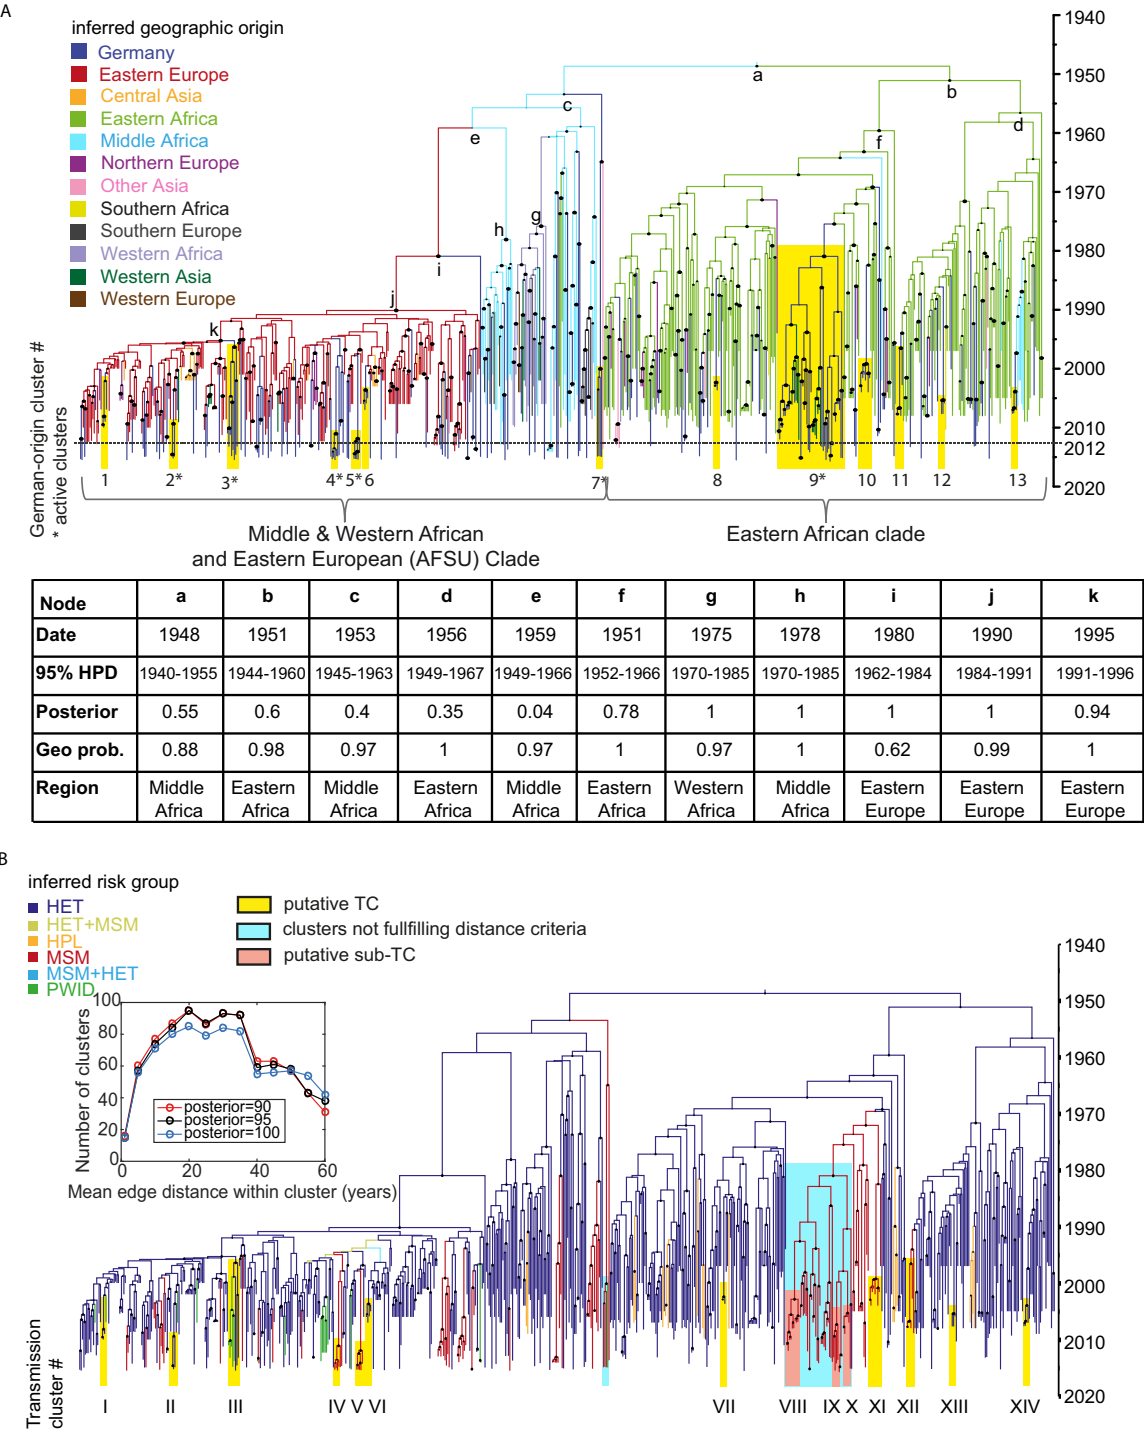 A
inferred geographic origin
Germany
Eastern Europe
Central Asia
Eastern Africa
Middle Africa
Northern Europe
Other Asia
Southern Africa
Southern Europe
Western Africa
Western Asia
Western Europe
1940
1950
1960
1970
1980
1990
2000
2010
2012
2020
a
b
c
d
e
f
g
h
i
j
k
German-origin cluster #
* active clusters
1 2* 3* 4* 5* 6 7* 8 9* 10 11 12 13
Middle & Western African
and Eastern European (AFSU) Clade
Eastern African clade
Node a b c d e f g h i j k
Date 1948 1951 1953 1956 1959 1951 1975 1978 1980 1990 1995
95% HPD 1940-1955 1944-1960 1945-1963 1949-1967 1949-1966 1952-1966 1970-1985 1970-1985 1962-1984 1984-1991 1991-1996
Posterior 0.55 0.6 0.4 0.35 0.04 0.78 1 1 1 1 0.94
Geo prob. 0.88 0.98 0.97 1 0.97 1 0.97 1 0.62 0.99 1
Region Middle Africa Eastern Africa Middle Africa Eastern Africa Middle Africa Eastern Africa Western Africa Middle Africa Eastern Europe Eastern Europe Eastern Europe
B
inferred risk group
HET
HET+MSM
HPL
MSM
MSM+HET
PWID
putative TC
clusters not fullfilling distance criteria
putative sub-TC
Number of clusters
100
80
60
40
20
0
posterior=90
posterior=95
posterior=100
0 20 40 60
Mean edge distance within cluster (years)
1940
1950
1960
1970
1980
1990
2000
2010
2020
Transmission
cluster #
I II III IV V VI VII VIII IX X XI XII XIII XIV